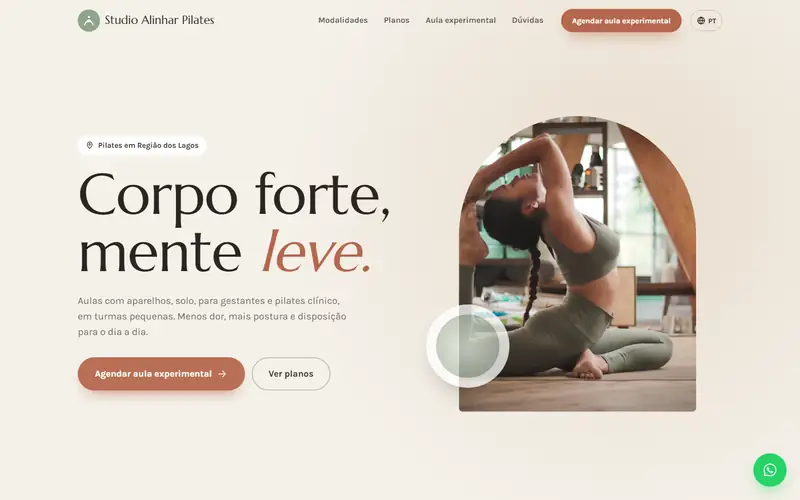 Studio Alinhar Pilates
Modalidades
Planos
Aula experimental
Dúvidas
Agendar aula experimental
PT
Pilates em Região dos Lagos
Corpo forte,
mente leve.
Aulas com aparelhos, solo, para gestantes e pilates clínico,
em turmas pequenas. Menos dor, mais postura e disposição
para o dia a dia.
Agendar aula experimental →
Ver planos